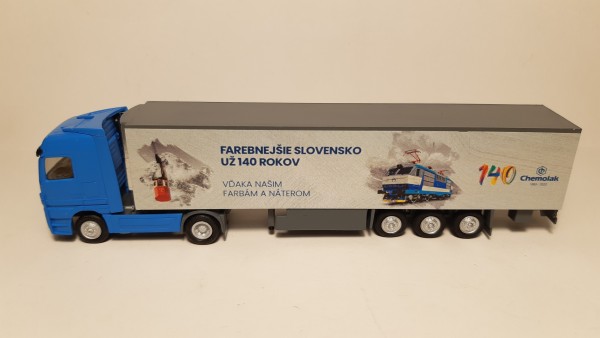 FAREBNEJŠIE SLOVENSKO
UŽ 140 ROKOV
VĎAKA NAŠIM
FARBÁM A NÁTEROM
140
Chemolak